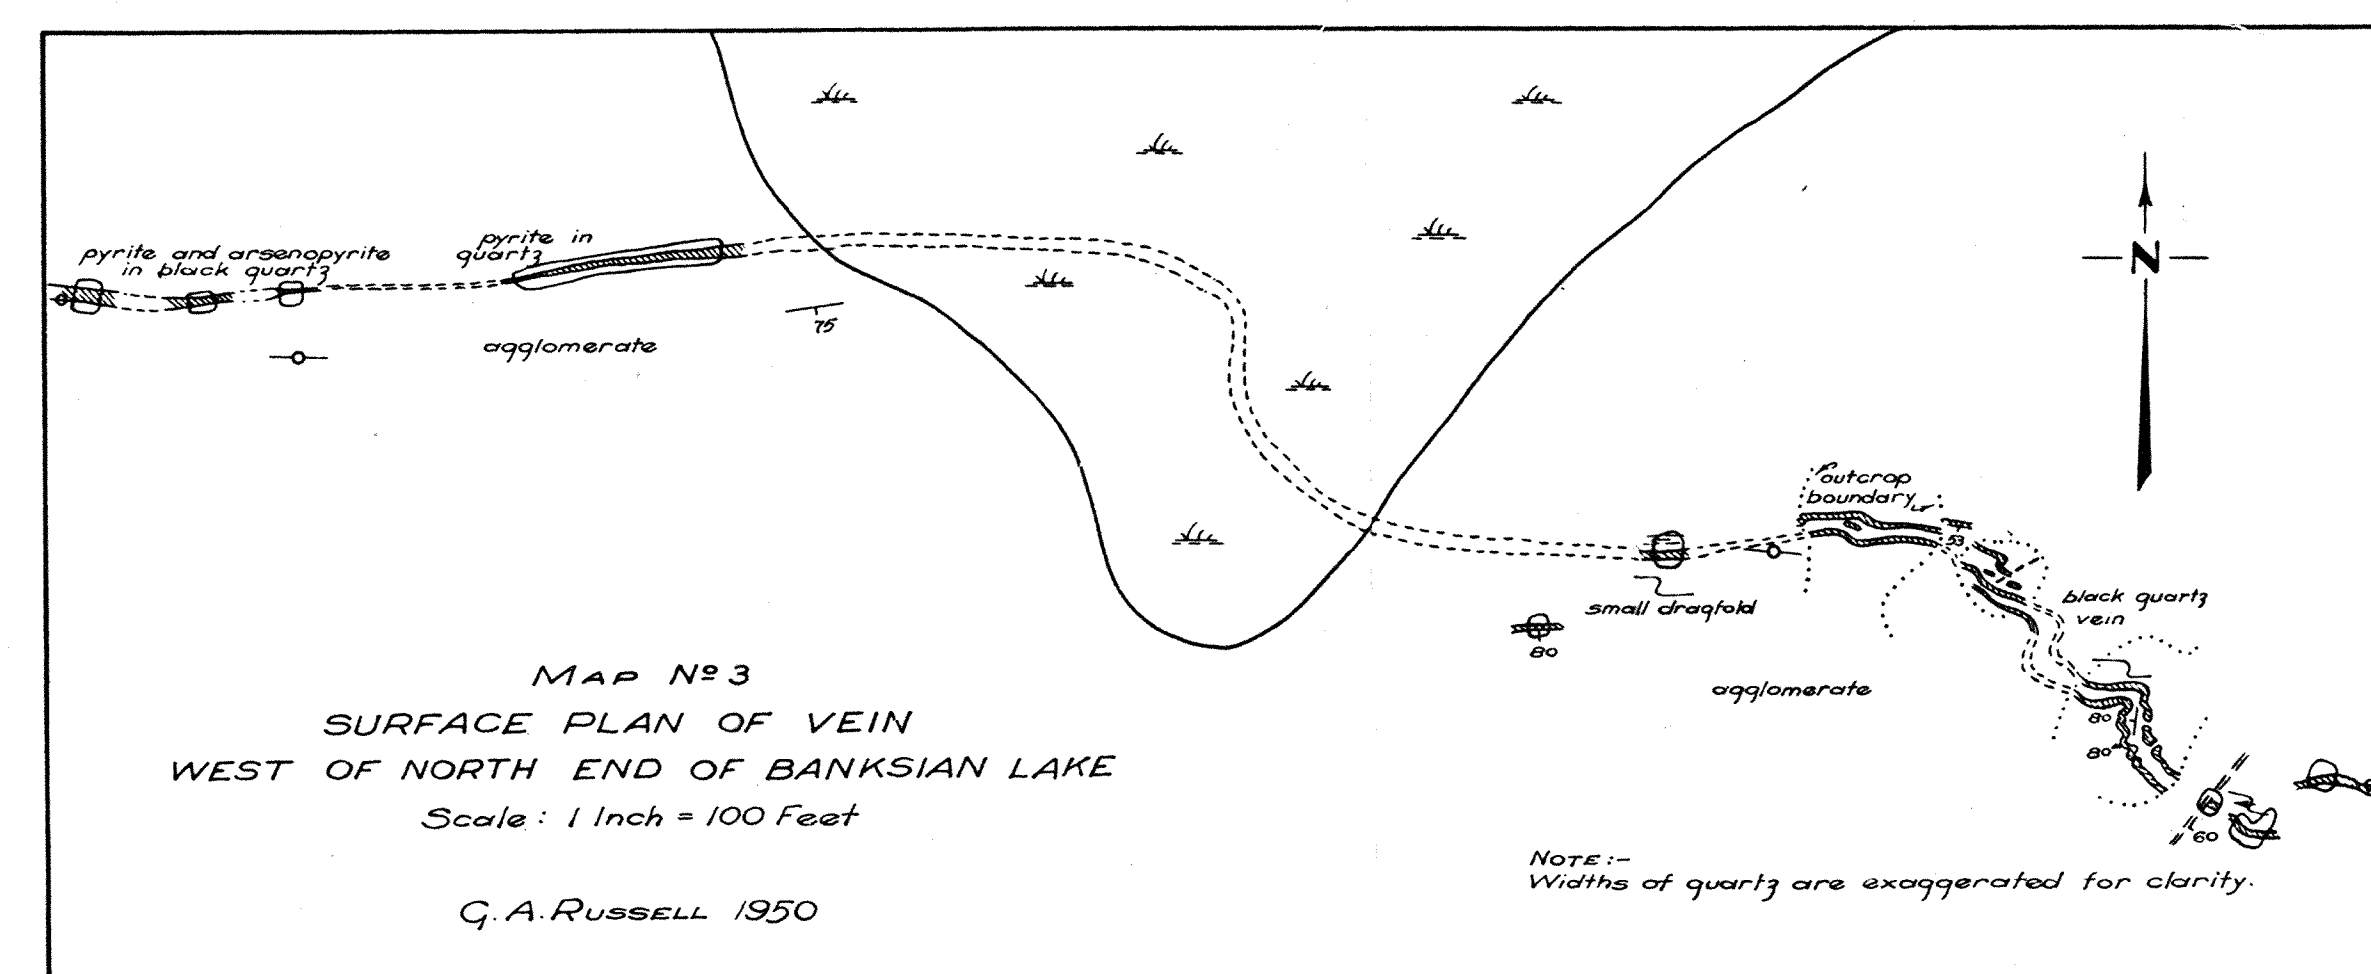 pyrite and arsenopyrite
in black quartz
pyrite in
quartz
75
agglomerate
N
outcrop
boundary
53
black quartz
vein
small dragfold
80
agglomerate
80
80
60
MAP Nº 3
SURFACE PLAN OF VEIN
WEST OF NORTH END OF BANKSIAN LAKE
Scale: 1 Inch = 100 Feet
G. A. RUSSELL 1950
NOTE:-
Widths of quartz are exaggerated for clarity.